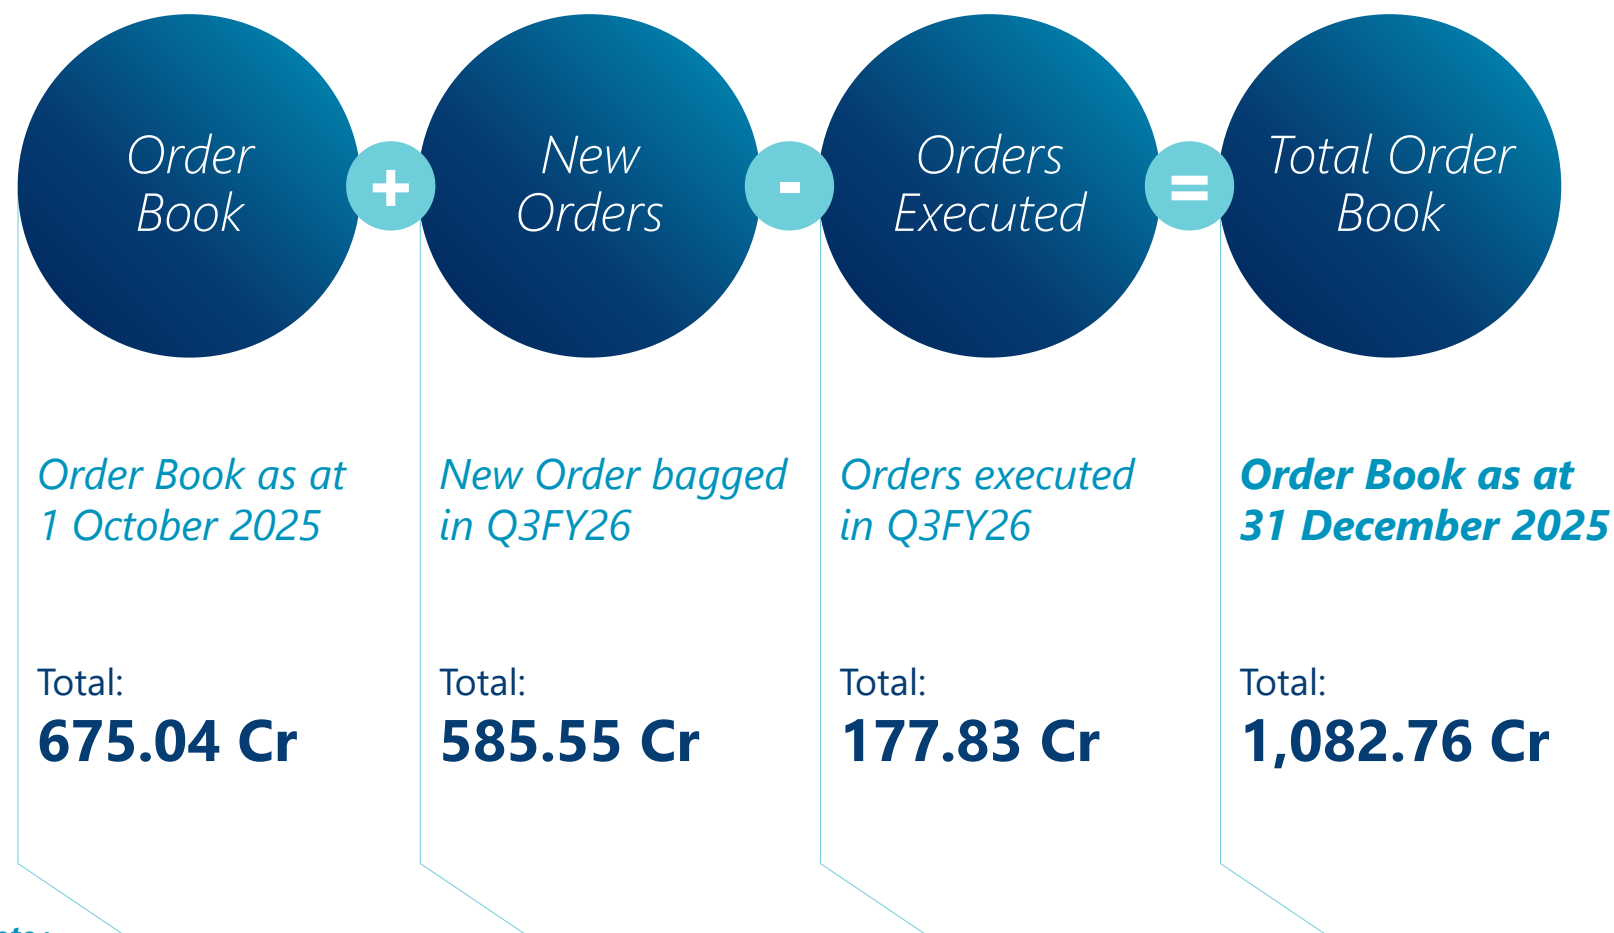 Order
Book
+
New
Orders
-
Orders
Executed
=
Total Order
Book
Order Book as at
1 October 2025
New Order bagged
in Q3FY26
Orders executed
in Q3FY26
Order Book as at
31 December 2025
Total:
675.04 Cr
Total:
585.55 Cr
Total:
177.83 Cr
Total:
1,082.76 Cr